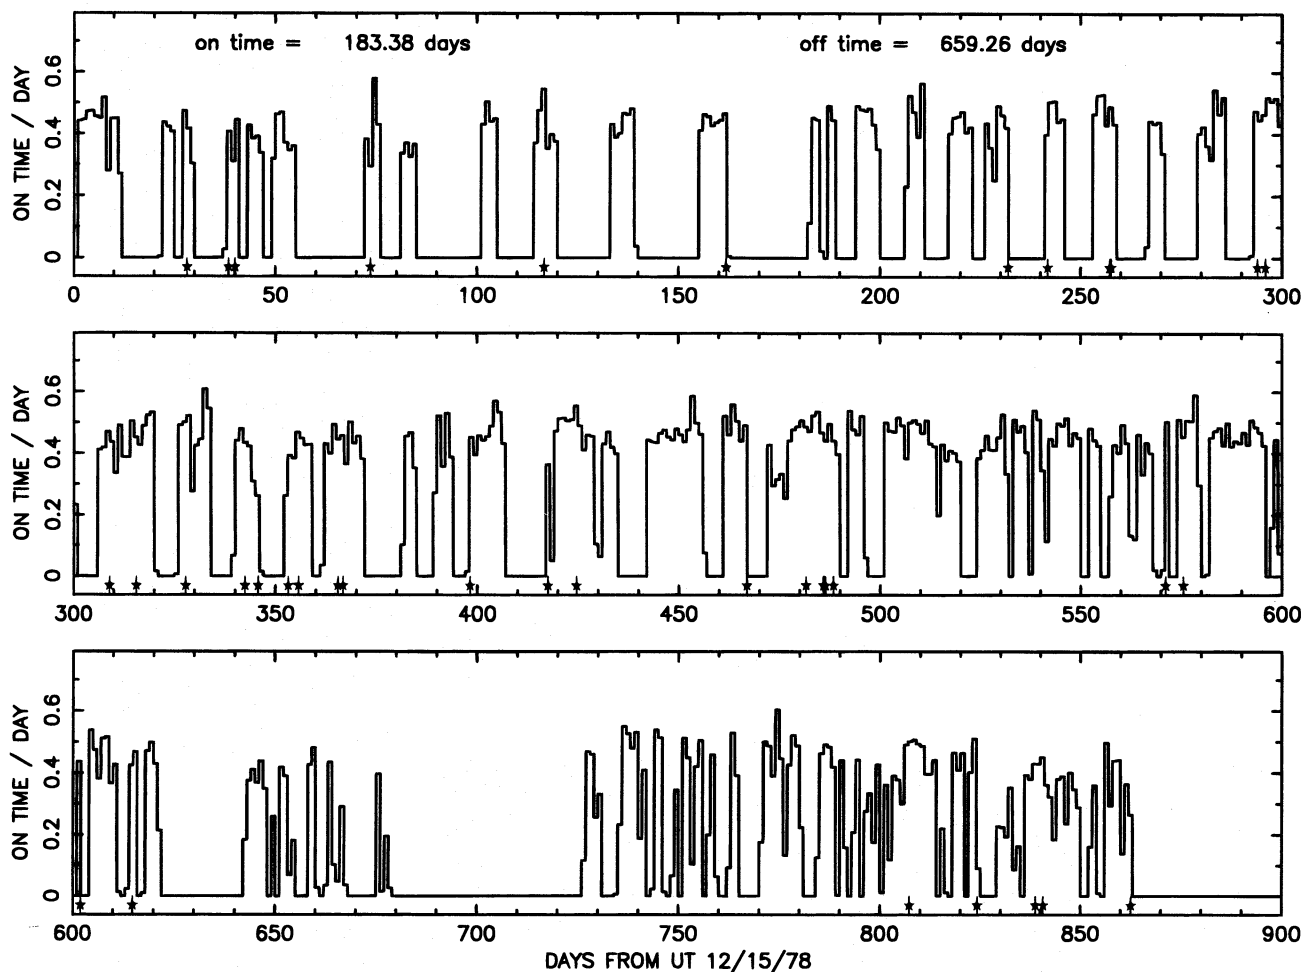 on time = 183.38 days off time = 659.26 days
ON TIME / DAY
0 0.2 0.4 0.6
0 50 100 150 200 250 300
ON TIME / DAY
0 0.2 0.4 0.6
300 350 400 450 500 550 600
ON TIME / DAY
0 0.2 0.4 0.6
600 650 700 750 800 850 900
DAYS FROM UT 12/15/78